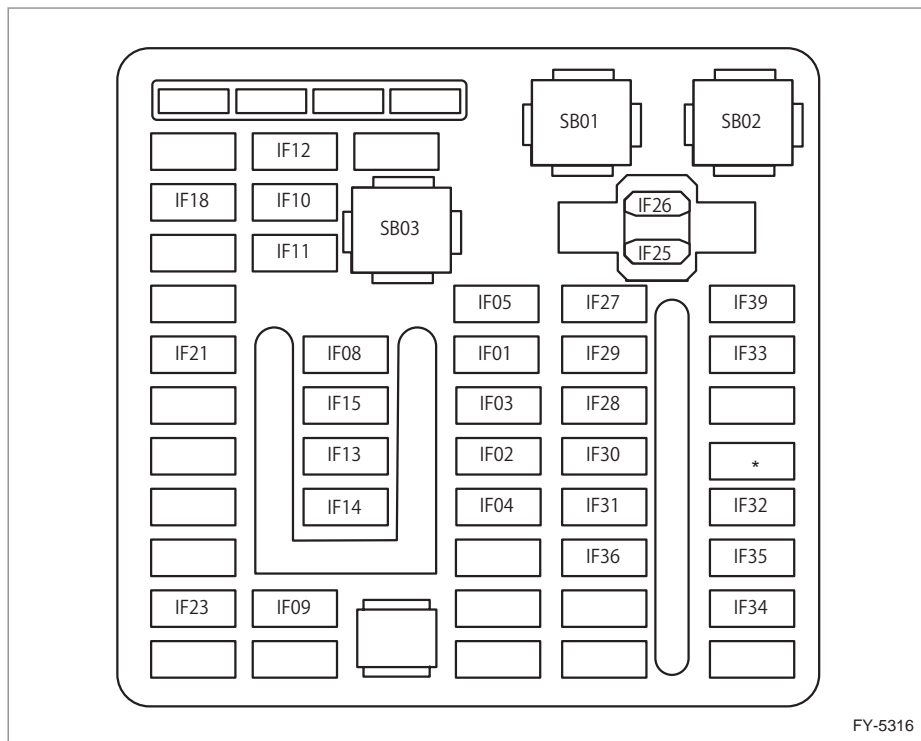 SB01 SB02
IF12
IF18 IF10 SB03 IF26
IF11 IF25
IF05 IF27 IF39
IF21 IF08 IF01 IF29 IF33
IF15 IF03 IF28
IF13 IF02 IF30 *
IF14 IF04 IF31 IF32
IF36 IF35
IF23 IF09 IF34
FY-5316